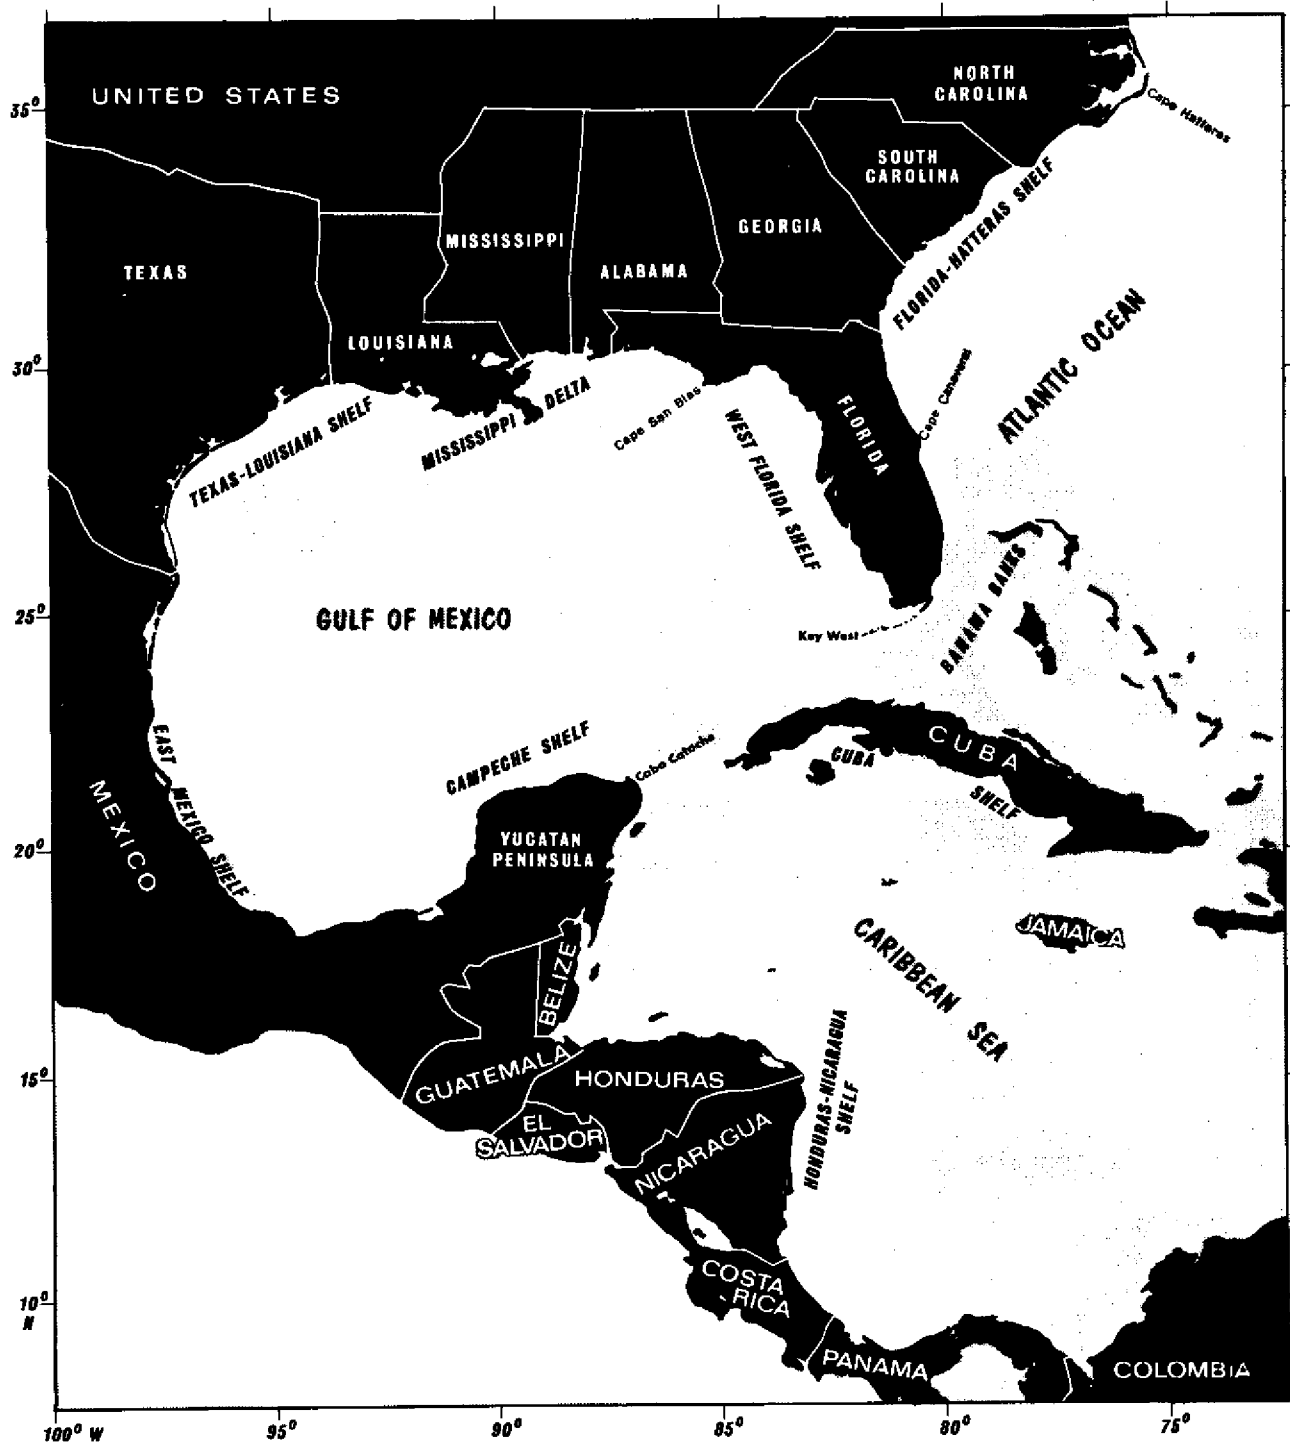 UNITED STATES
NORTH
CAROLINA
35°
Cape Hatteras
SOUTH
CAROLINA
FLORIDA-HATTERAS SHELF
MISSISSIPPI
GEORGIA
TEXAS
ALABAMA
ATLANTIC OCEAN
LOUISIANA
30°
Cape Canaveral
TEXAS-LOUISIANA SHELF
MISSISSIPPI DELTA
Cape San Blas
WEST FLORIDA SHELF
FLORIDA
GULF OF MEXICO
25°
Key West
BAHAMA BANKS
EAST MEXICO SHELF
CAMPECHE SHELF
Cabo Catoche
CUBA
CUBA SHELF
MEXICO
YUCATAN
PENINSULA
20°
JAMAICA
CARIBBEAN SEA
BELIZE
HONDURAS-NICARAGUA
SHELF
15°
GUATEMALA
HONDURAS
EL
SALVADOR
NICARAGUA
COSTA
RICA
10°
N
PANAMA
COLOMBIA
100° W
95°
90°
85°
80°
75°